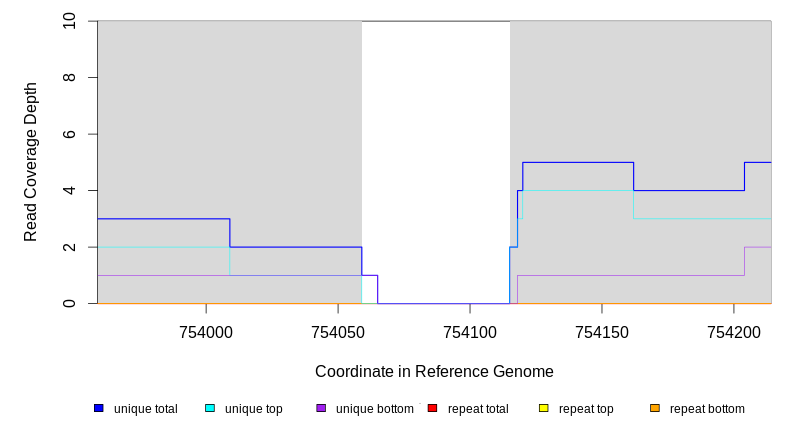 Read Coverage Depth
10
8
6
4
2
0
754000 754050 754100 754150 754200
Coordinate in Reference Genome
unique total unique top unique bottom repeat total repeat top repeat bottom